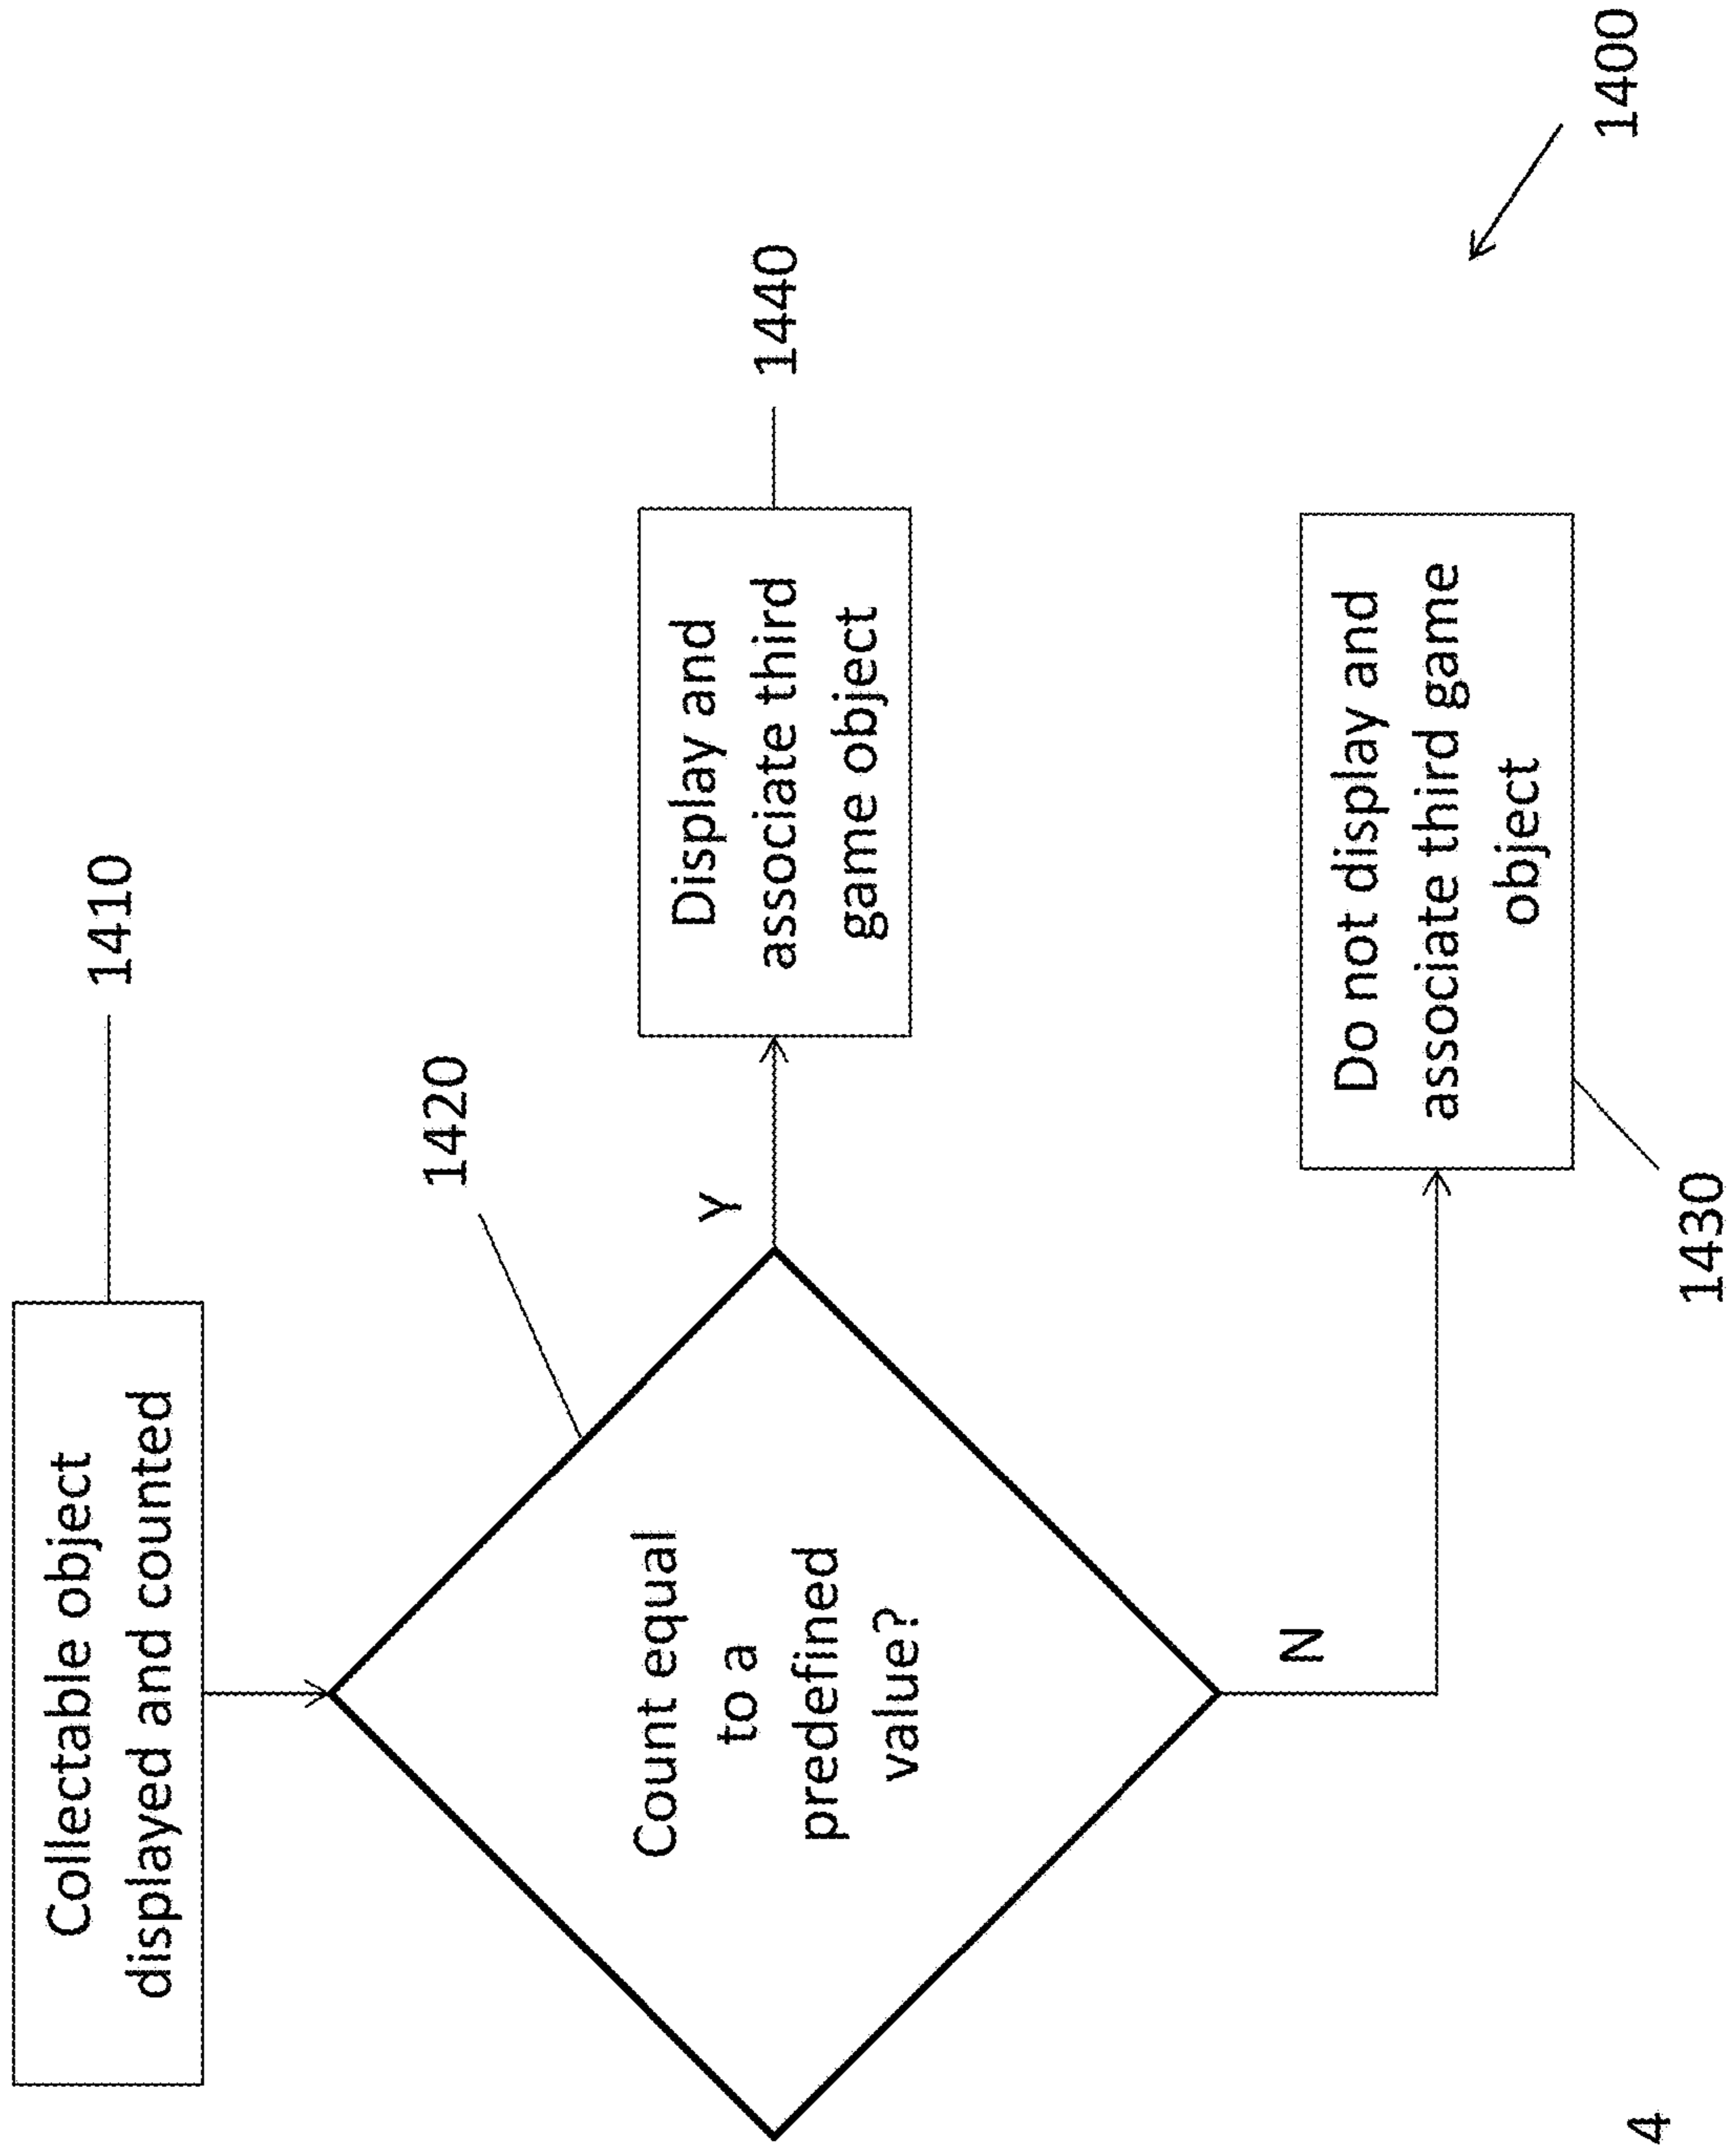 Collectable object
displayed and counted
1410
1420
Count equal
to a
predefined
value?
Y
Display and
associate third
game object
1440
N
Do not display and
associate third game
object
1430
1400
4